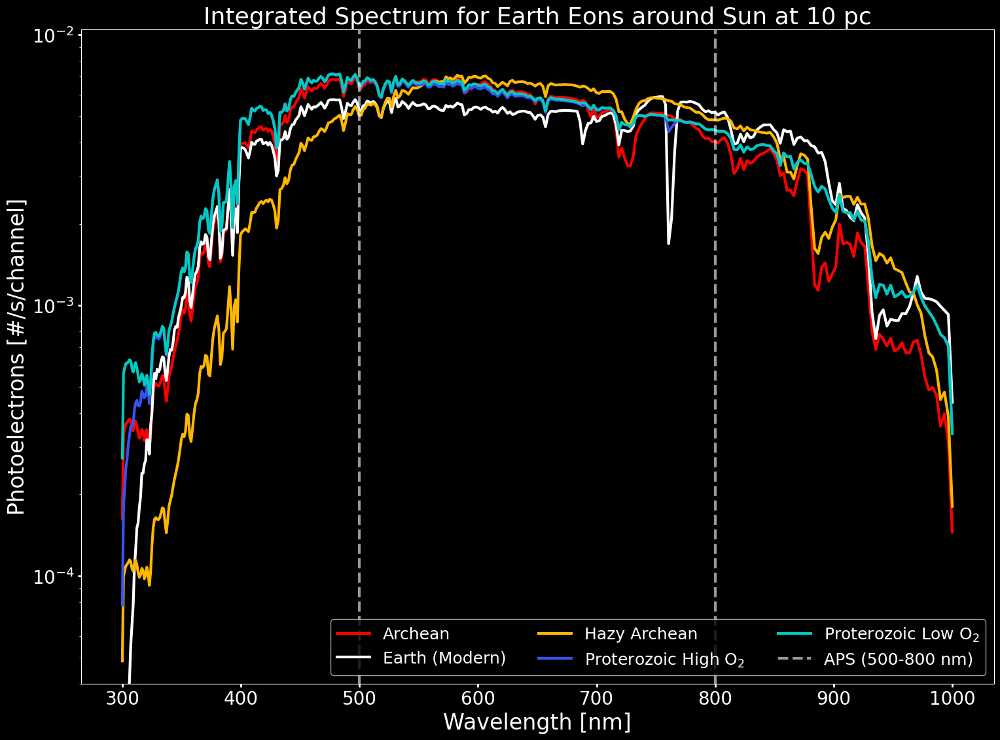 Integrated Spectrum for Earth Eons around Sun at 10 pc
Photoelectrons [#/s/channel]
10⁻²
10⁻³
10⁻⁴
Archean
Earth (Modern)
Hazy Archean
Proterozoic High O₂
Proterozoic Low O₂
APS (500-800 nm)
300 400 500 600 700 800 900 1000
Wavelength [nm]